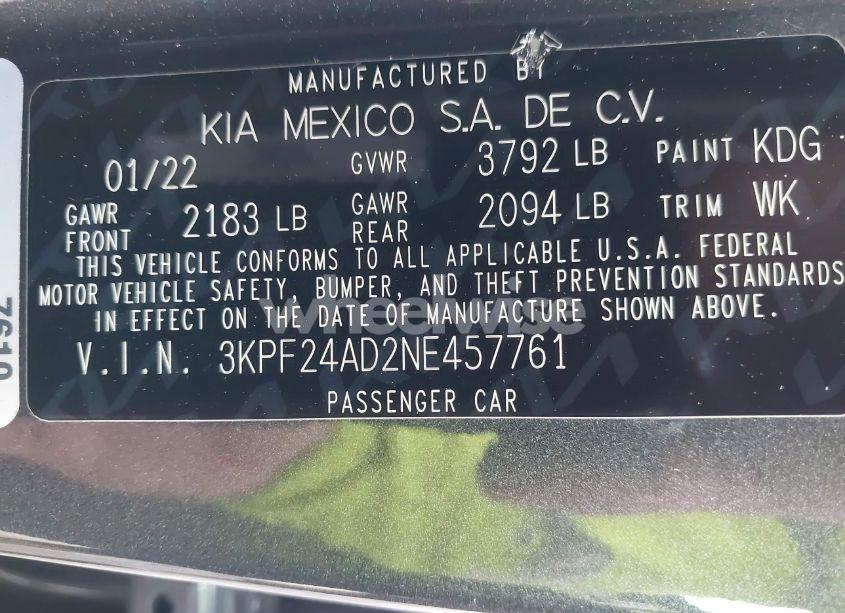 MANUFACTURED BY
KIA MEXICO S.A. DE C.V.
01/22 GVWR 3792 LB PAINT KDG
GAWR FRONT 2183 LB GAWR REAR 2094 LB TRIM WK
THIS VEHICLE CONFORMS TO ALL APPLICABLE U.S.A. FEDERAL
MOTOR VEHICLE SAFETY, BUMPER, AND THEFT PREVENTION STANDARDS
IN EFFECT ON THE DATE OF MANUFACTURE SHOWN ABOVE.
wheelwise
V.I.N. 3KPF24AD2NE457761
PASSENGER CAR